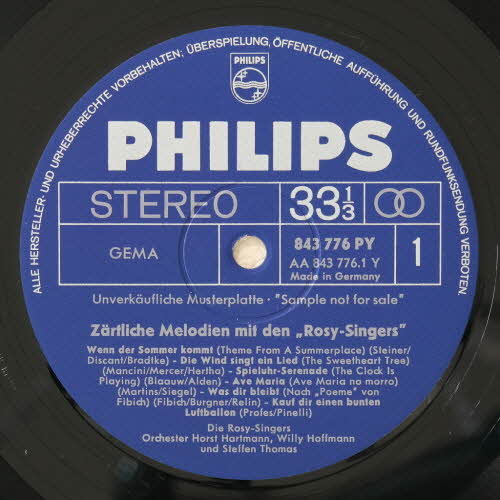 ALLE HERSTELLER- UND URHEBERRECHTE VORBEHALTEN; ÜBERSPIELUNG, ÖFFENTLICHE AUFFÜHRUNG UND RUNDFUNKSENDUNG VERBOTEN.
PHILIPS
PHILIPS
STEREO 33 1/3
GEMA 843 776 PY 1
AA 843 776.1 Y
Made in Germany
Unverkäufliche Musterplatte · "Sample not for sale"
Zärtliche Melodien mit den „Rosy-Singers"
Wenn der Sommer kommt (Theme From A Summerplace) (Steiner/
Discant/Bradtke) - Die Wind singt ein Lied (The Sweetheart Tree)
(Mancini/Mercer/Hertha) - Spieluhr-Serenade (The Clock Is
Playing) (Blaauw/Alden) - Ave Maria (Ave Maria no morro)
(Martins/Siegel) - Was dir bleibt (Nach „Poeme" von
Fibich) (Fibich/Burgner/Relin) - Kauf dir einen bunten
Luftballon (Profes/Pinelli)
Die Rosy-Singers
Orchester Horst Hartmann, Willy Hoffmann
und Steffen Thomas